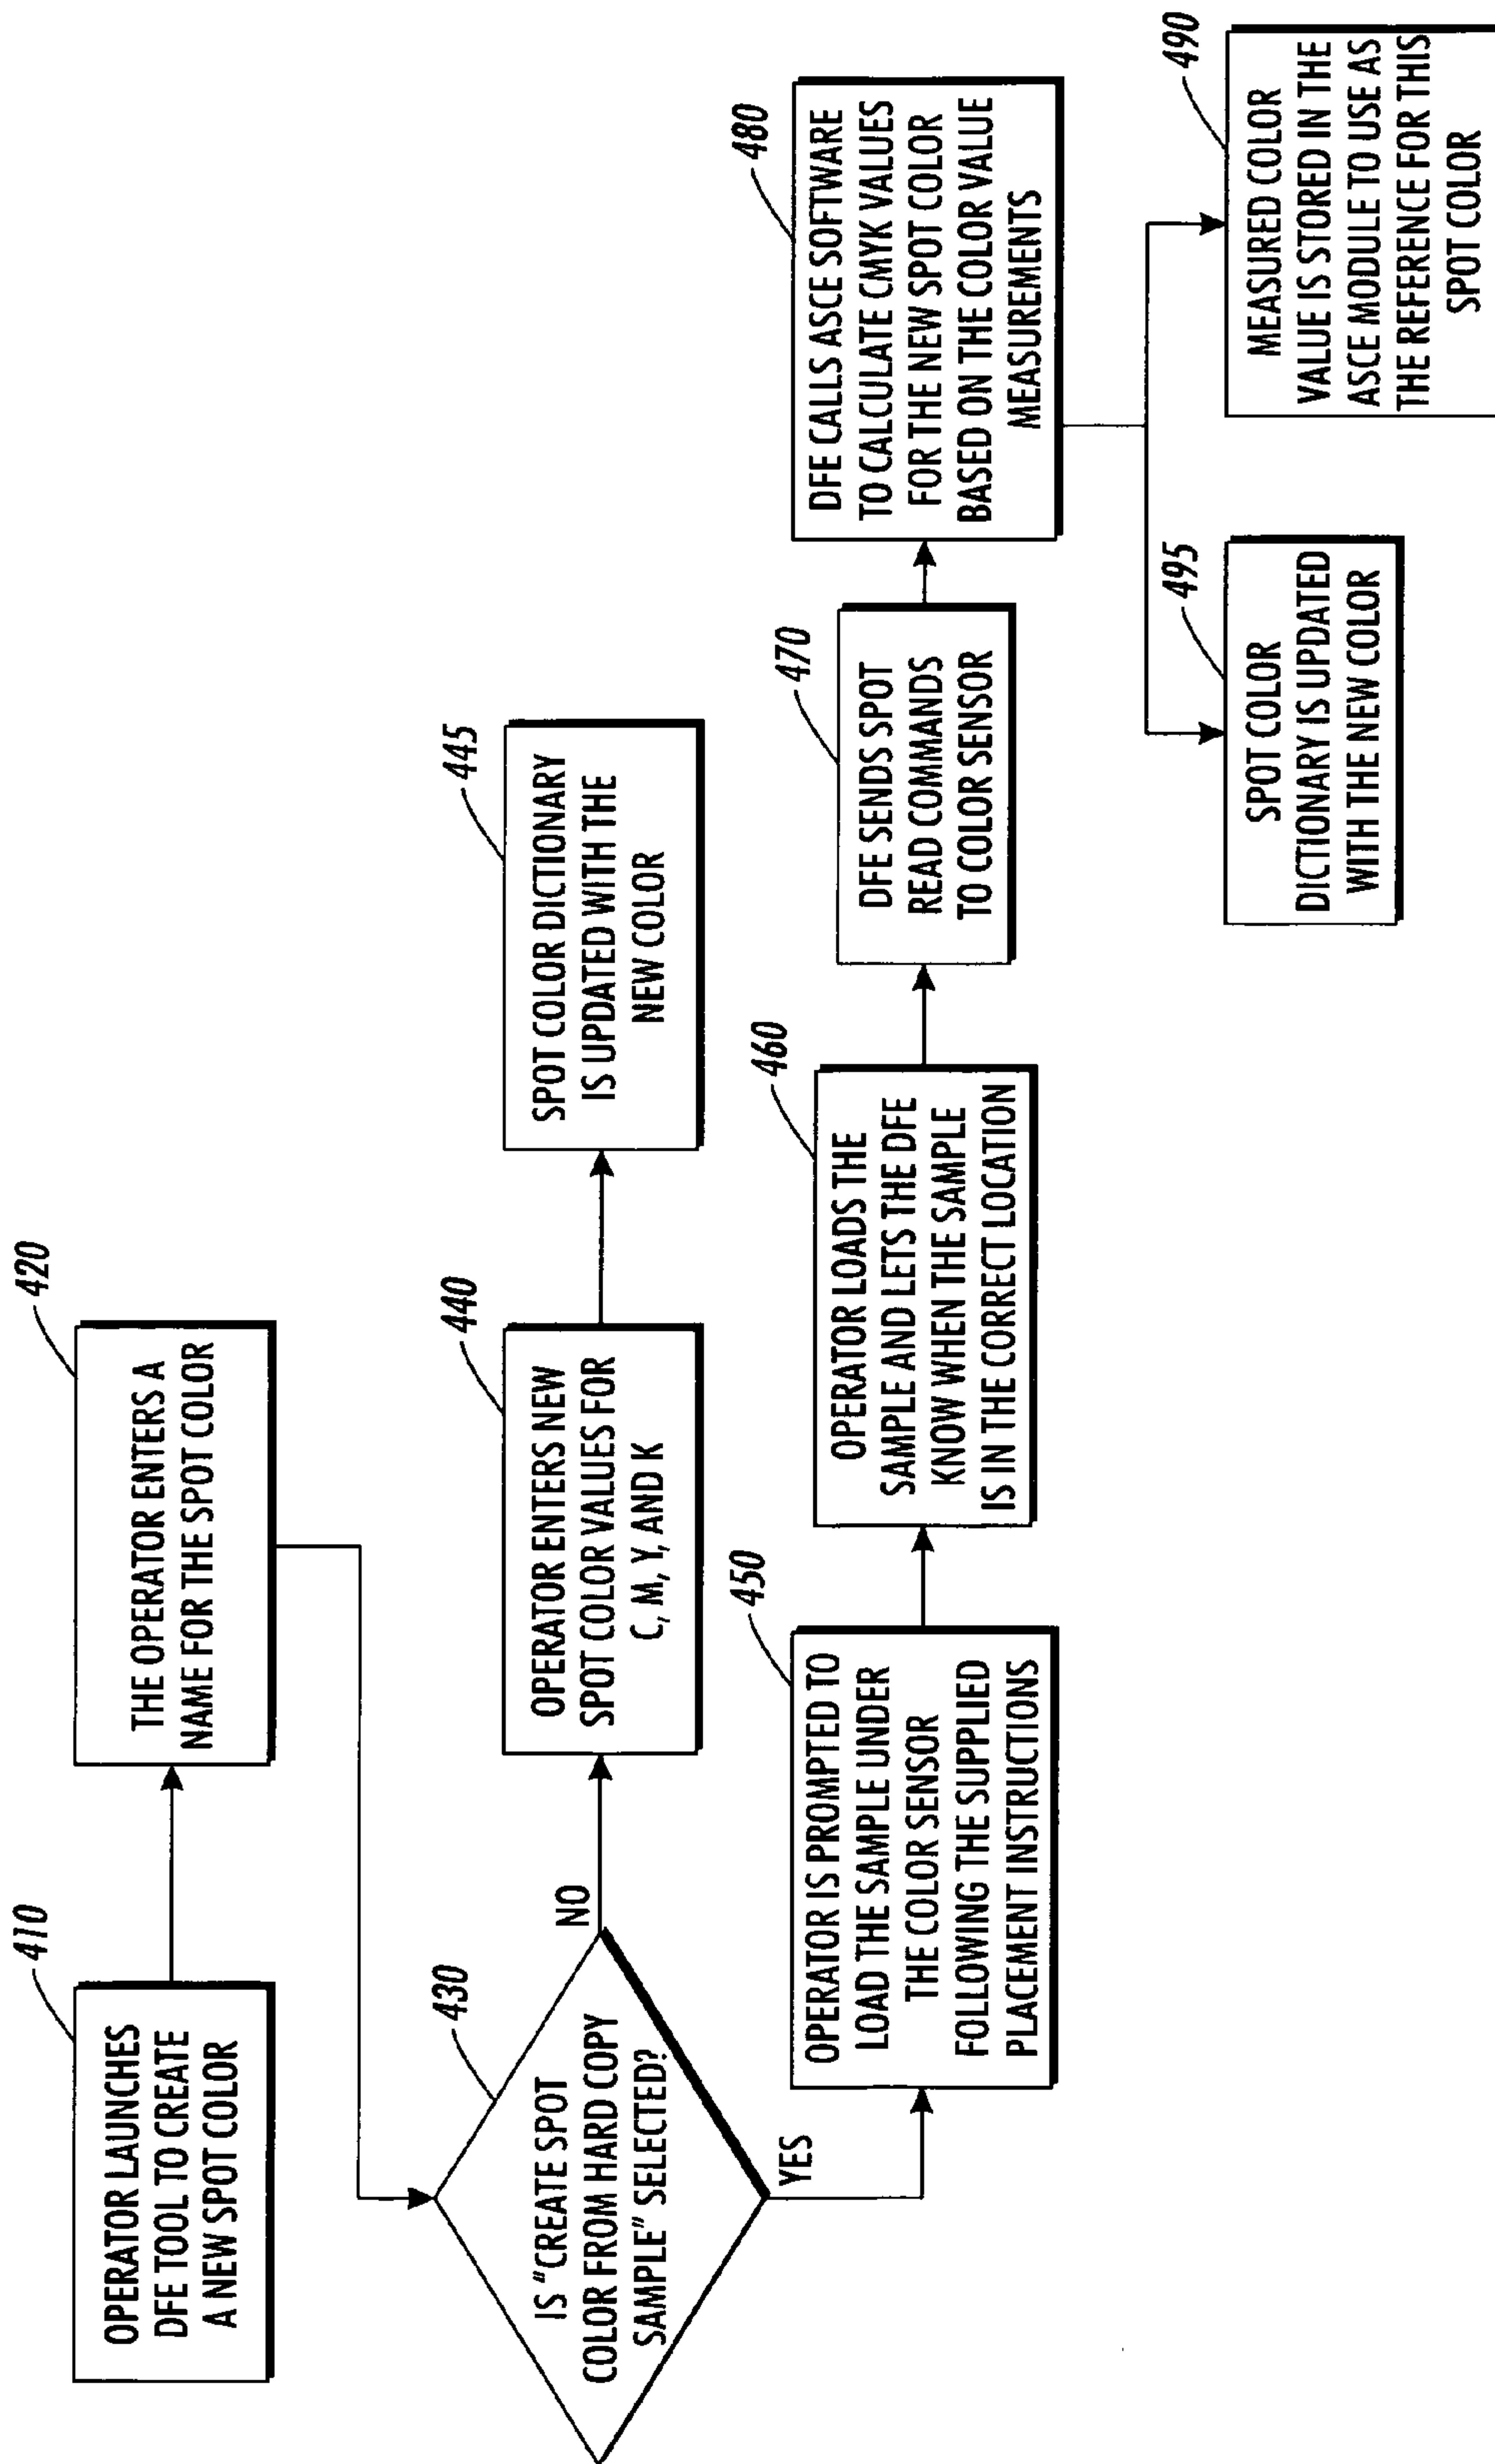 410
OPERATOR LAUNCHES
DFE TOOL TO CREATE
A NEW SPOT COLOR
420
THE OPERATOR ENTERS A
NAME FOR THE SPOT COLOR
430
IS "CREATE SPOT
COLOR FROM HARD COPY
SAMPLE" SELECTED?
NO
440
OPERATOR ENTERS NEW
SPOT COLOR VALUES FOR
C, M, Y, AND K
445
SPOT COLOR DICTIONARY
IS UPDATED WITH THE
NEW COLOR
YES
450
OPERATOR IS PROMPTED TO
LOAD THE SAMPLE UNDER
THE COLOR SENSOR
FOLLOWING THE SUPPLIED
PLACEMENT INSTRUCTIONS
460
OPERATOR LOADS THE
SAMPLE AND LETS THE DFE
KNOW WHEN THE SAMPLE
IS IN THE CORRECT LOCATION
470
DFE SENDS SPOT
READ COMMANDS
TO COLOR SENSOR
480
DFE CALLS ASCE SOFTWARE
TO CALCULATE CMYK VALUES
FOR THE NEW SPOT COLOR
BASED ON THE COLOR VALUE
MEASUREMENTS
495
SPOT COLOR
DICTIONARY IS UPDATED
WITH THE NEW COLOR
490
MEASURED COLOR
VALUE IS STORED IN THE
ASCE MODULE TO USE AS
THE REFERENCE FOR THIS
SPOT COLOR